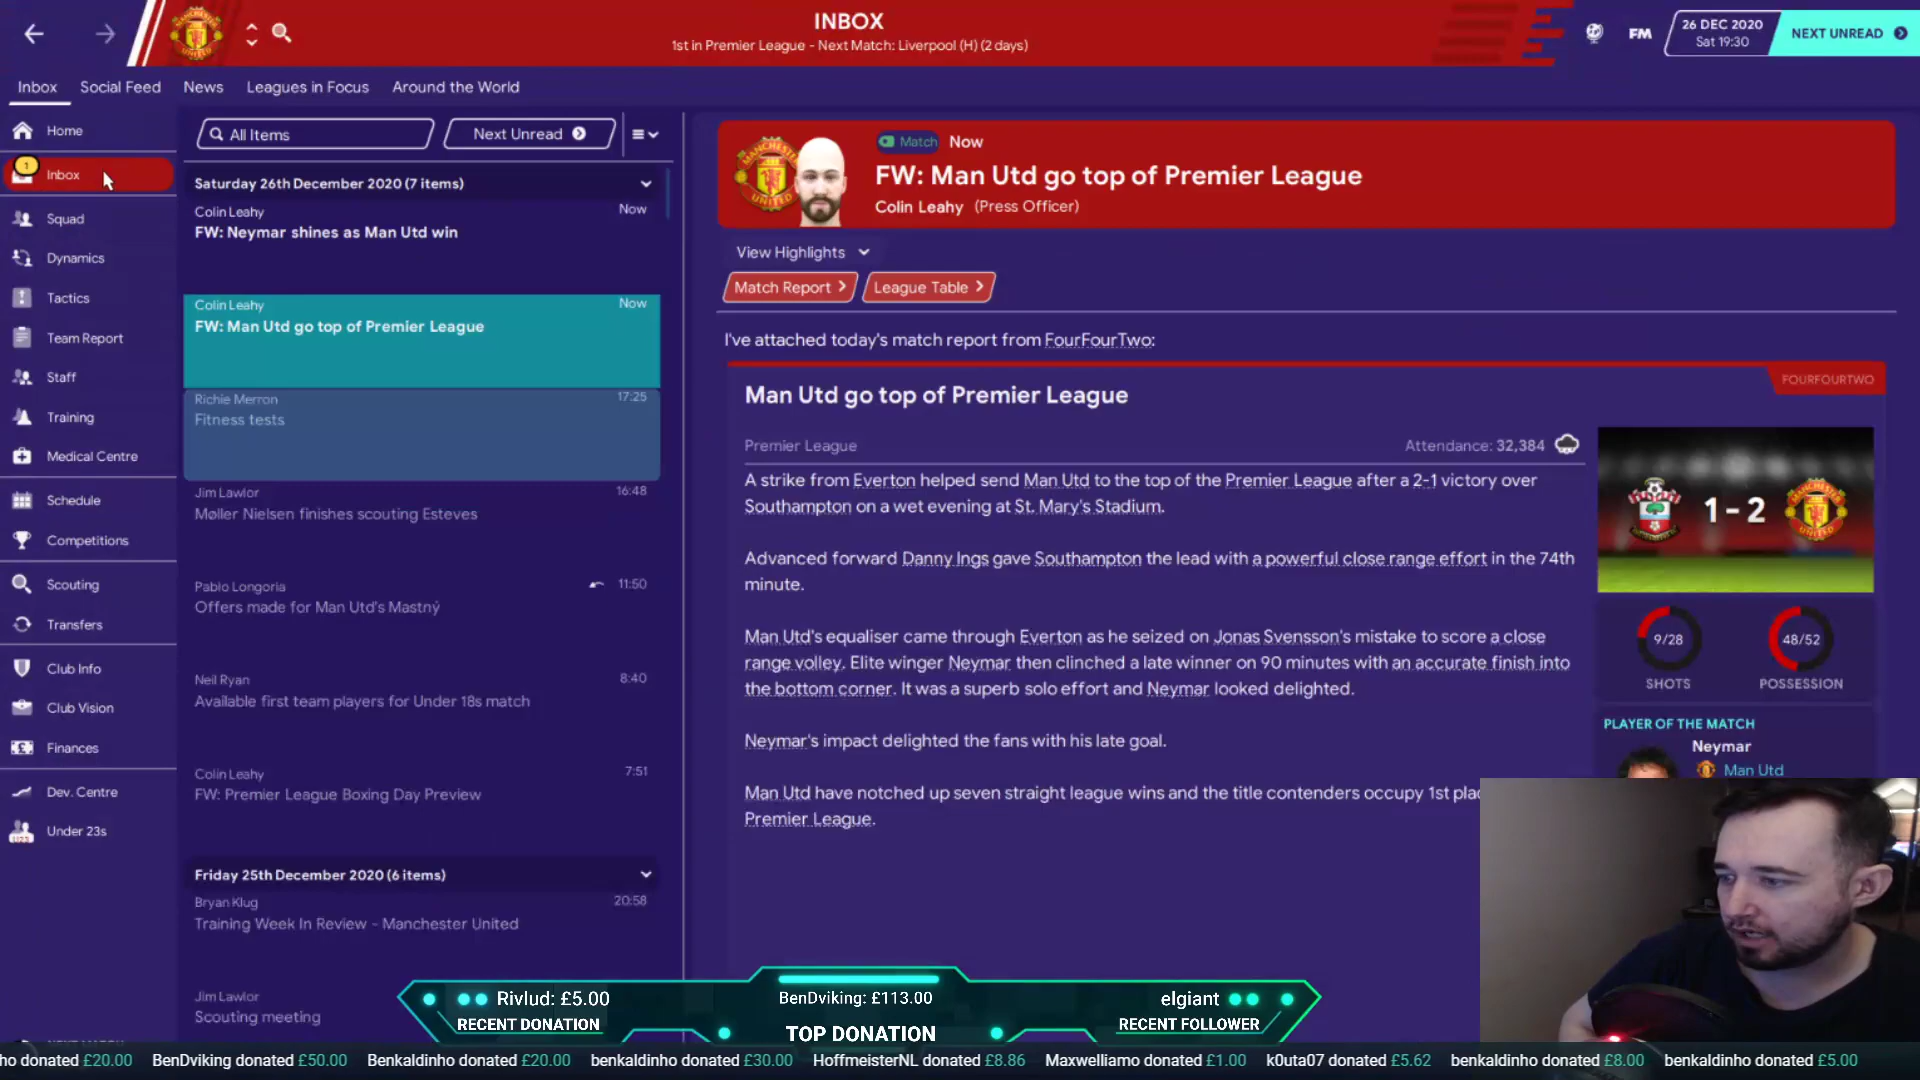 INBOX
1st in Premier League - Next Match: Liverpool (H) (2 days)
FM
26 DEC 2020
Sat 19:30
NEXT UNREAD
Inbox
Social Feed
News
Leagues in Focus
Around the World
Home
1
Inbox
Squad
Dynamics
Tactics
Team Report
Staff
Training
Medical Centre
Schedule
Competitions
Scouting
Transfers
Club Info
Club Vision
Finances
Dev. Centre
Under 23s
All Items
Next Unread
Saturday 26th December 2020 (7 items)
Colin Leahy Now
FW: Neymar shines as Man Utd win
Colin Leahy Now
FW: Man Utd go top of Premier League
Richie Merron 17:25
Fitness tests
Jim Lawlor 16:48
Møller Nielsen finishes scouting Esteves
Pablo Longoria 11:50
Offers made for Man Utd's Mastný
Neil Ryan 8:40
Available first team players for Under 18s match
Colin Leahy 7:51
FW: Premier League Boxing Day Preview
Friday 25th December 2020 (6 items)
Bryan Klug 20:58
Training Week In Review - Manchester United
Jim Lawlor
Scouting meeting
Match Now
FW: Man Utd go top of Premier League
Colin Leahy (Press Officer)
View Highlights
Match Report
League Table
I've attached today's match report from FourFourTwo:
FOURFOURTWO
Man Utd go top of Premier League
Premier League Attendance: 32,384
A strike from Everton helped send Man Utd to the top of the Premier League after a 2-1 victory over
Southampton on a wet evening at St. Mary's Stadium.
Advanced forward Danny Ings gave Southampton the lead with a powerful close range effort in the 74th
minute.
Man Utd's equaliser came through Everton as he seized on Jonas Svensson's mistake to score a close
range volley. Elite winger Neymar then clinched a late winner on 90 minutes with an accurate finish into
the bottom corner. It was a superb solo effort and Neymar looked delighted.
Neymar's impact delighted the fans with his late goal.
Man Utd have notched up seven straight league wins and the title contenders occupy 1st plac
Premier League.
1 - 2
9/28
SHOTS
48/52
POSSESSION
PLAYER OF THE MATCH
Neymar
Man Utd
Rivlud: £5.00
RECENT DONATION
BenDviking: £113.00
TOP DONATION
elgiant
RECENT FOLLOWER
ho donated £20.00 BenDviking donated £50.00 Benkaldinho donated £20.00 benkaldinho donated £30.00 HoffmeisterNL donated £8.86 Maxwelliamo donated £1.00 k0uta07 donated £5.62 benkaldinho donated £8.00 benkaldinho donated £5.00